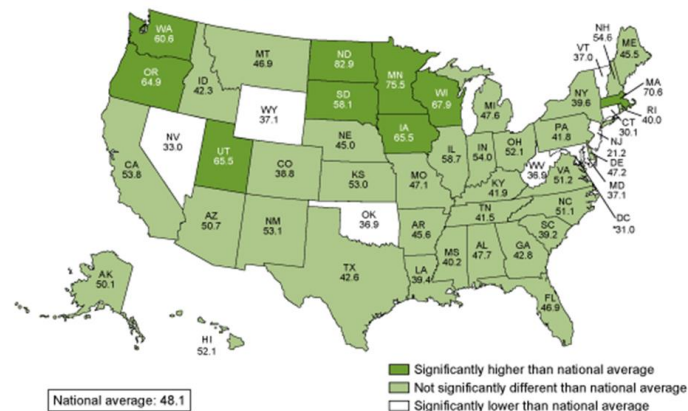 WA
60.6
OR
64.9
CA
53.8
NV
33.0
ID
42.3
MT
46.9
WY
37.1
UT
65.5
AZ
50.7
CO
38.8
NM
53.1
ND
82.9
SD
58.1
NE
45.0
KS
53.0
OK
36.9
TX
42.6
MN
75.5
IA
65.5
MO
47.1
AR
45.6
LA
39.4
WI
67.9
IL
58.7
MI
47.6
IN
54.0
OH
52.1
KY
41.9
TN
41.5
MS
40.2
AL
47.7
GA
42.8
FL
46.9
SC
39.2
NC
51.1
VA
51.2
WV
36.9
PA
41.8
NY
39.6
VT
37.0
NH
54.6
ME
45.5
MA
70.6
RI
40.0
CT
30.1
NJ
21.2
DE
47.2
MD
37.1
DC
*31.0
AK
50.1
HI
52.1
National average: 48.1
Significantly higher than national average
Not significantly different than national average
Significantly lower than national average